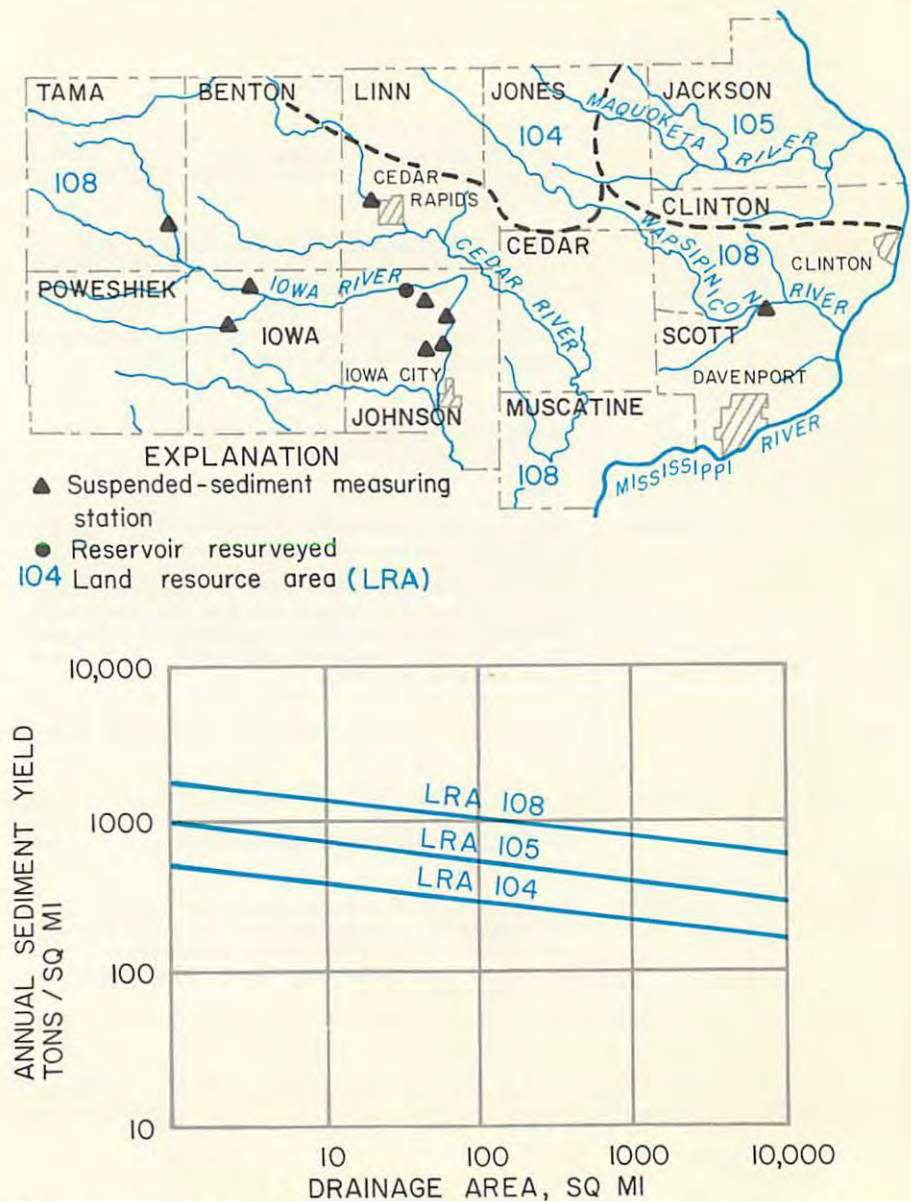 TAMA
BENTON
LINN
JONES
JACKSON
MAQUOKETA RIVER
104
105
108
CEDAR
RAPIDS
CLINTON
CEDAR
WAPSIPINICON RIVER
108
CLINTON
POWESHIEK
IOWA RIVER
CEDAR RIVER
IOWA
SCOTT
IOWA CITY
DAVENPORT
JOHNSON
MUSCATINE
108
MISSISSIPPI RIVER
EXPLANATION
Suspended-sediment measuring
station
Reservoir resurveyed
104 Land resource area (LRA)
ANNUAL SEDIMENT YIELD
TONS / SQ MI
10,000
1000
100
10
LRA 108
LRA 105
LRA 104
10 100 1000 10,000
DRAINAGE AREA, SQ MI